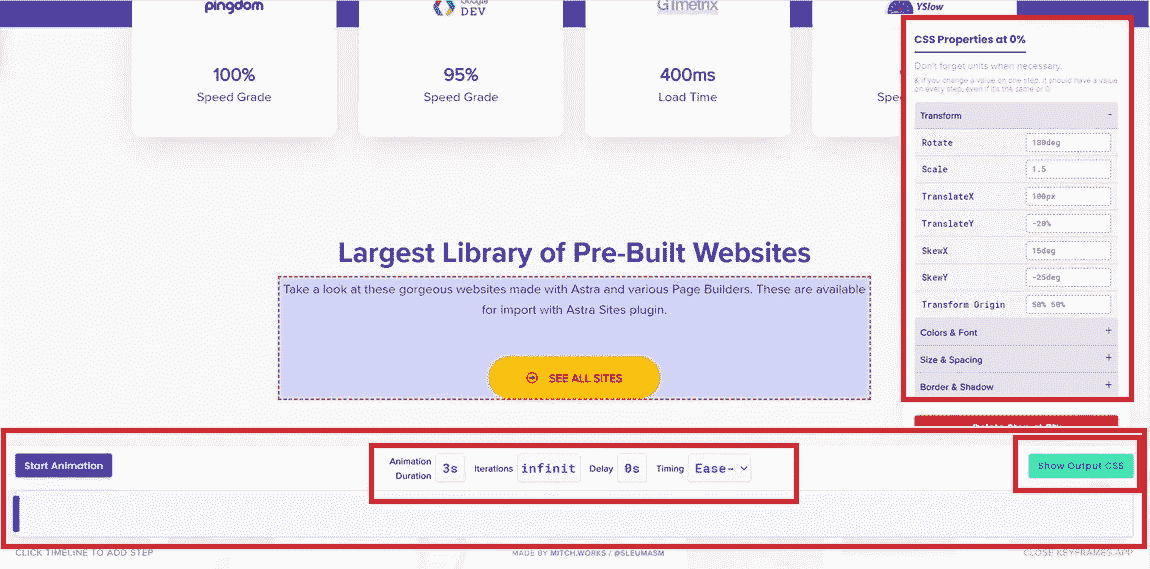 pingdom
Google
DEV
GTmetrix
YSlow
100%
Speed Grade
95%
Speed Grade
400ms
Load Time
CSS Properties at 0%
Don't forget units when necessary.
& if you change a value on one step, it should have a value
on every step, even if its the same or 0.
Transform -
Rotate 180deg
Scale 1.5
TranslateX 100px
TranslateY -20%
SkewX 15deg
SkewY -25deg
Transform Origin 50% 50%
Colors & Font +
Size & Spacing +
Border & Shadow +
Largest Library of Pre-Built Websites
Take a look at these gorgeous websites made with Astra and various Page Builders. These are available
for import with Astra Sites plugin.
SEE ALL SITES
Start Animation
Animation Duration 3s Iterations infinit Delay 0s Timing Ease-
Show Output CSS
CLICK TIMELINE TO ADD STEP
MADE BY MITCH.WORKS / @SLEUMASM
CLOSE KEYFRAMES.APP